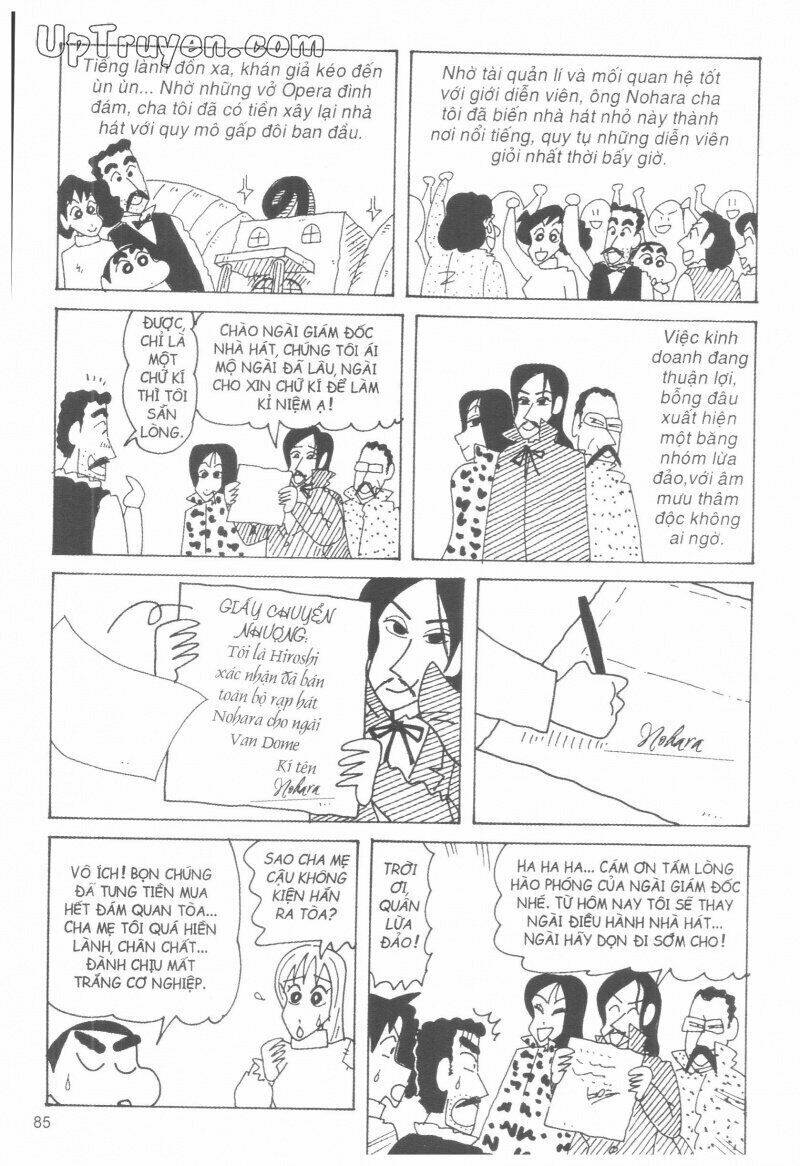 UpTruyen.com
Nhờ tài quản lí và mối quan hệ tốt
với giới diễn viên, ông Nohara cha
tôi đã biến nhà hát nhỏ này thành
nơi nổi tiếng, quy tụ những diễn viên
giỏi nhất thời bấy giờ.
Tiếng lành đồn xa, khán giả kéo đến
ùn ùn... Nhờ những vở Opera đình
đám, cha tôi đã có tiền xây lại nhà
hát với quy mô gấp đôi ban đầu.
Việc kinh
doanh đang
thuận lợi,
bỗng đâu
xuất hiện
một băng
nhóm lừa
đảo,với âm
mưu thâm
độc không
ai ngờ.
CHÀO NGÀI GIÁM ĐỐC
NHÀ HÁT, CHÚNG TÔI ÁI
MỘ NGÀI ĐÃ LÂU, NGÀI
CHO XIN CHỮ KÍ ĐỂ LÀM
KỈ NIỆM Ạ!
ĐƯỢC,
CHỈ LÀ
MỘT
CHỮ KÍ
THÌ TÔI
SẴN
LÒNG.
Nohara
GIẤY CHUYỂN
NHƯỢNG:
Tôi là Hiroshi
xác nhận đã bán
toàn bộ rạp hát
Nohara cho ngài
Van Dome
Kí tên
Nohara
HA HA HA... CÁM ƠN TẤM LÒNG
HÀO PHÓNG CỦA NGÀI GIÁM ĐỐC
NHÉ. TỪ HÔM NAY TÔI SẼ THAY
NGÀI ĐIỀU HÀNH NHÀ HÁT...
NGÀI HÃY DỌN ĐI SỚM CHO!
TRỜI
ƠI,
QUÂN
LỪA
ĐẢO!
SAO CHA MẸ
CẬU KHÔNG
KIỆN HẮN
RA TÒA?
VÔ ÍCH! BỌN CHÚNG
ĐÃ TUNG TIỀN MUA
HẾT ĐÁM QUAN TÒA...
CHA MẸ TÔI QUÁ HIỀN
LÀNH, CHÂN CHẤT...
ĐÀNH CHỊU MẤT
TRẮNG CƠ NGHIỆP.
85